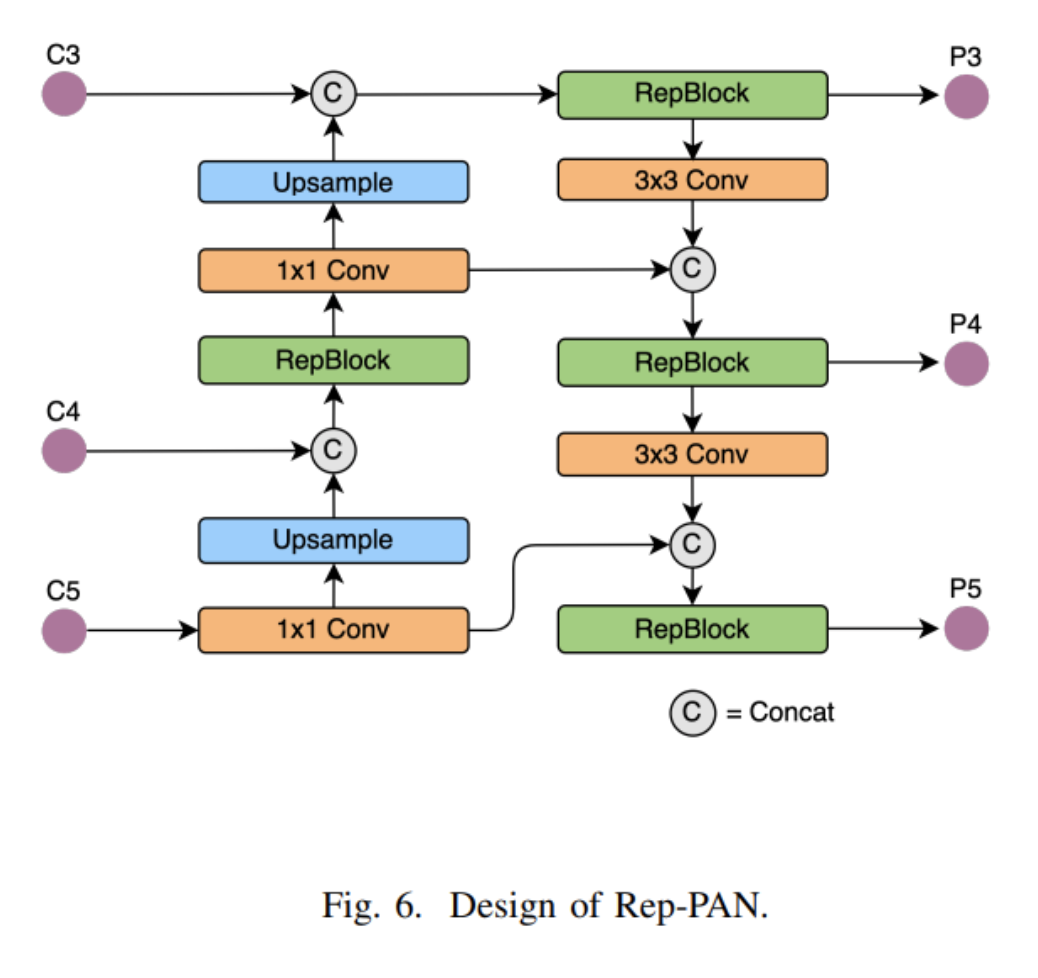 C3
P3
C
RepBlock
Upsample
3x3 Conv
1x1 Conv
C
RepBlock
P4
RepBlock
C4
C
3x3 Conv
Upsample
C
C5
P5
1x1 Conv
RepBlock
C = Concat
Fig. 6. Design of Rep-PAN.